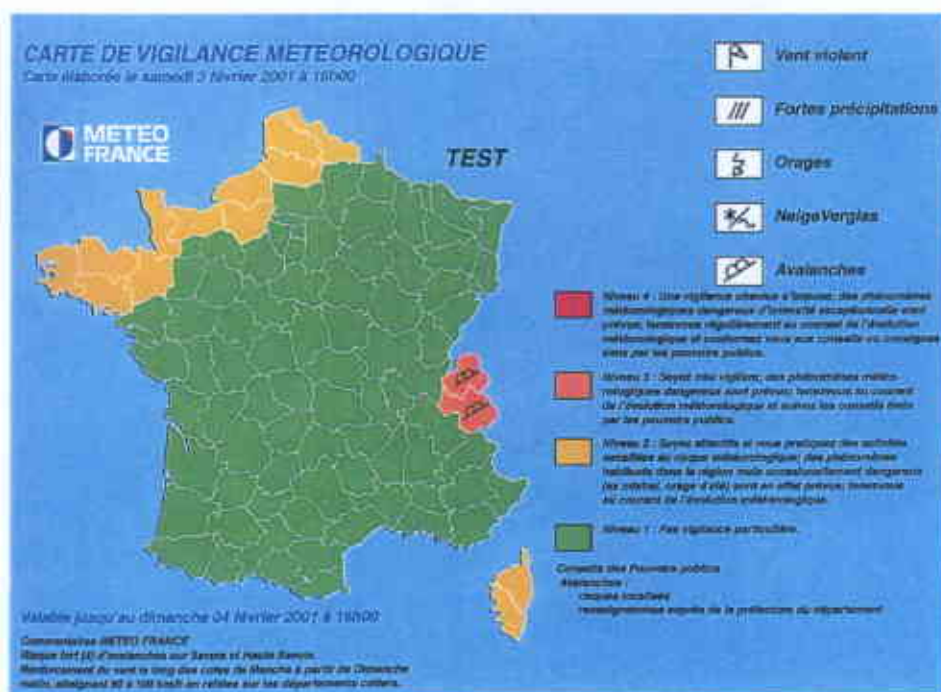 CARTE DE VIGILANCE METEOROLOGIQUE
Carte élaborée le samedi 3 février 2001 à 16h00
METEO
FRANCE
TEST
Vent violent
Fortes précipitations
Orages
Neige/Verglas
Avalanches
Niveau 4 : Une vigilance absolue s'impose; des phénomènes
météorologiques dangereux d'intensité exceptionnelle sont
prévus; tenez-vous régulièrement au courant de l'évolution
météorologique et conformez vous aux conseils ou consignes
émis par les pouvoirs publics.
Niveau 3 : Soyez très vigilant; des phénomènes météo-
rologiques dangereux sont prévus; tenez-vous au courant
de l'évolution météorologique et suivez les conseils émis
par les pouvoirs publics.
Niveau 2 : Soyez attentifs si vous pratiquez des activités
sensibles au risque météorologique; des phénomènes
habituels dans la région mais occasionnellement dangereux
(ex mistral, orage d'été) sont en effet prévus; tenez-vous
au courant de l'évolution météorologique.
Niveau 1 : Pas vigilance particulière.
Conseils des Pouvoirs publics
Avalanches :
risques localisés
renseignements auprès de la préfecture du département
Valable jusqu'au dimanche 04 février 2001 à 16h00
Commentaires METEO FRANCE
Risque fort (4) d'avalanches sur Savoie et Haute Savoie.
Renforcement du vent le long des cotes de Manche à partir de Dimanche
matin, atteignant 90 à 100 km/h en rafales sur les départements cotiers.